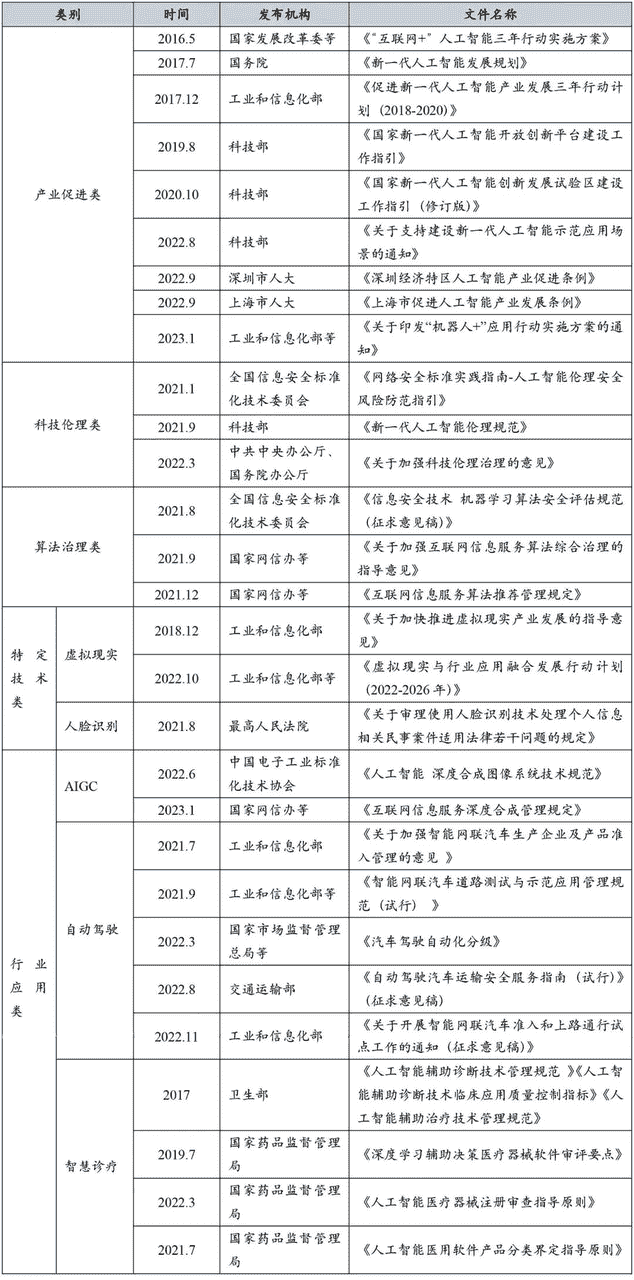 类别 时间 发布机构 文件名称
产业促进类
2016.5 国家发展改革委等 《“互联网+”人工智能三年行动实施方案》
2017.7 国务院 《新一代人工智能发展规划》
2017.12 工业和信息化部 《促进新一代人工智能产业发展三年行动计
划（2018-2020)》
2019.8 科技部 《国家新一代人工智能开放创新平台建设工
作指引》
2020.10 科技部 《国家新一代人工智能创新发展试验区建设
工作指引（修订版)》
2022.8 科技部 《关于支持建设新一代人工智能示范应用场
景的通知》
2022.9 深圳市人大 《深圳经济特区人工智能产业促进条例》
2022.9 上海市人大 《上海市促进人工智能产业发展条例》
2023.1 工业和信息化部等 《关于印发“机器人+”应用行动实施方案的通
知》
科技伦理类
2021.1 全国信息安全标准
化技术委员会
《网络安全标准实践指南-人工智能伦理安全
风险防范指引》
2021.9 科技部 《新一代人工智能伦理规范》
2022.3 中共中央办公厅、
国务院办公厅
《关于加强科技伦理治理的意见》
算法治理类
2021.8 全国信息安全标准
化技术委员会
《信息安全技术 机器学习算法安全评估规范
（征求意见稿)》
2021.9 国家网信办等 《关于加强互联网信息服务算法综合治理的
指导意见》
2021.12 国家网信办等 《互联网信息服务算法推荐管理规定》
特定
技术
类
虚拟现实
2018.12 工业和信息化部 《关于加快推进虚拟现实产业发展的指导意
见》
2022.10 工业和信息化部等 《虚拟现实与行业应用融合发展行动计划
(2022-2026年)》
人脸识别
2021.8 最高人民法院 《关于审理使用人脸识别技术处理个人信息
相关民事案件适用法律若干问题的规定》
行业
应用
类
AIGC
2022.6 中国电子工业标准
化技术协会
《人工智能 深度合成图像系统技术规范》
2023.1 国家网信办等 《互联网信息服务深度合成管理规定》
自动驾驶
2021.7 工业和信息化部 《关于加强智能网联汽车生产企业及产品准
入管理的意见 》
2021.9 工业和信息化部等 《智能网联汽车道路测试与示范应用管理规
范（试行） 》
2022.3 国家市场监督管理
总局等
《汽车驾驶自动化分级》
2022.8 交通运输部 《自动驾驶汽车运输安全服务指南（试行)》
(征求意见稿)
2022.11 工业和信息化部 《关于开展智能网联汽车准入和上路通行试
点工作的通知（征求意见稿)》
智慧诊疗
2017 卫生部 《人工智能辅助诊断技术管理规范 》《人工智
能辅助诊断技术临床应用质量控制指标》《人
工智能辅助治疗技术管理规范》
2019.7 国家药品监督管理
局
《深度学习辅助决策医疗器械软件审评要点》
2022.3 国家药品监督管理
局
《人工智能医疗器械注册审查指导原则》
2021.7 国家药品监督管理
局
《人工智能医用软件产品分类界定指导原则》